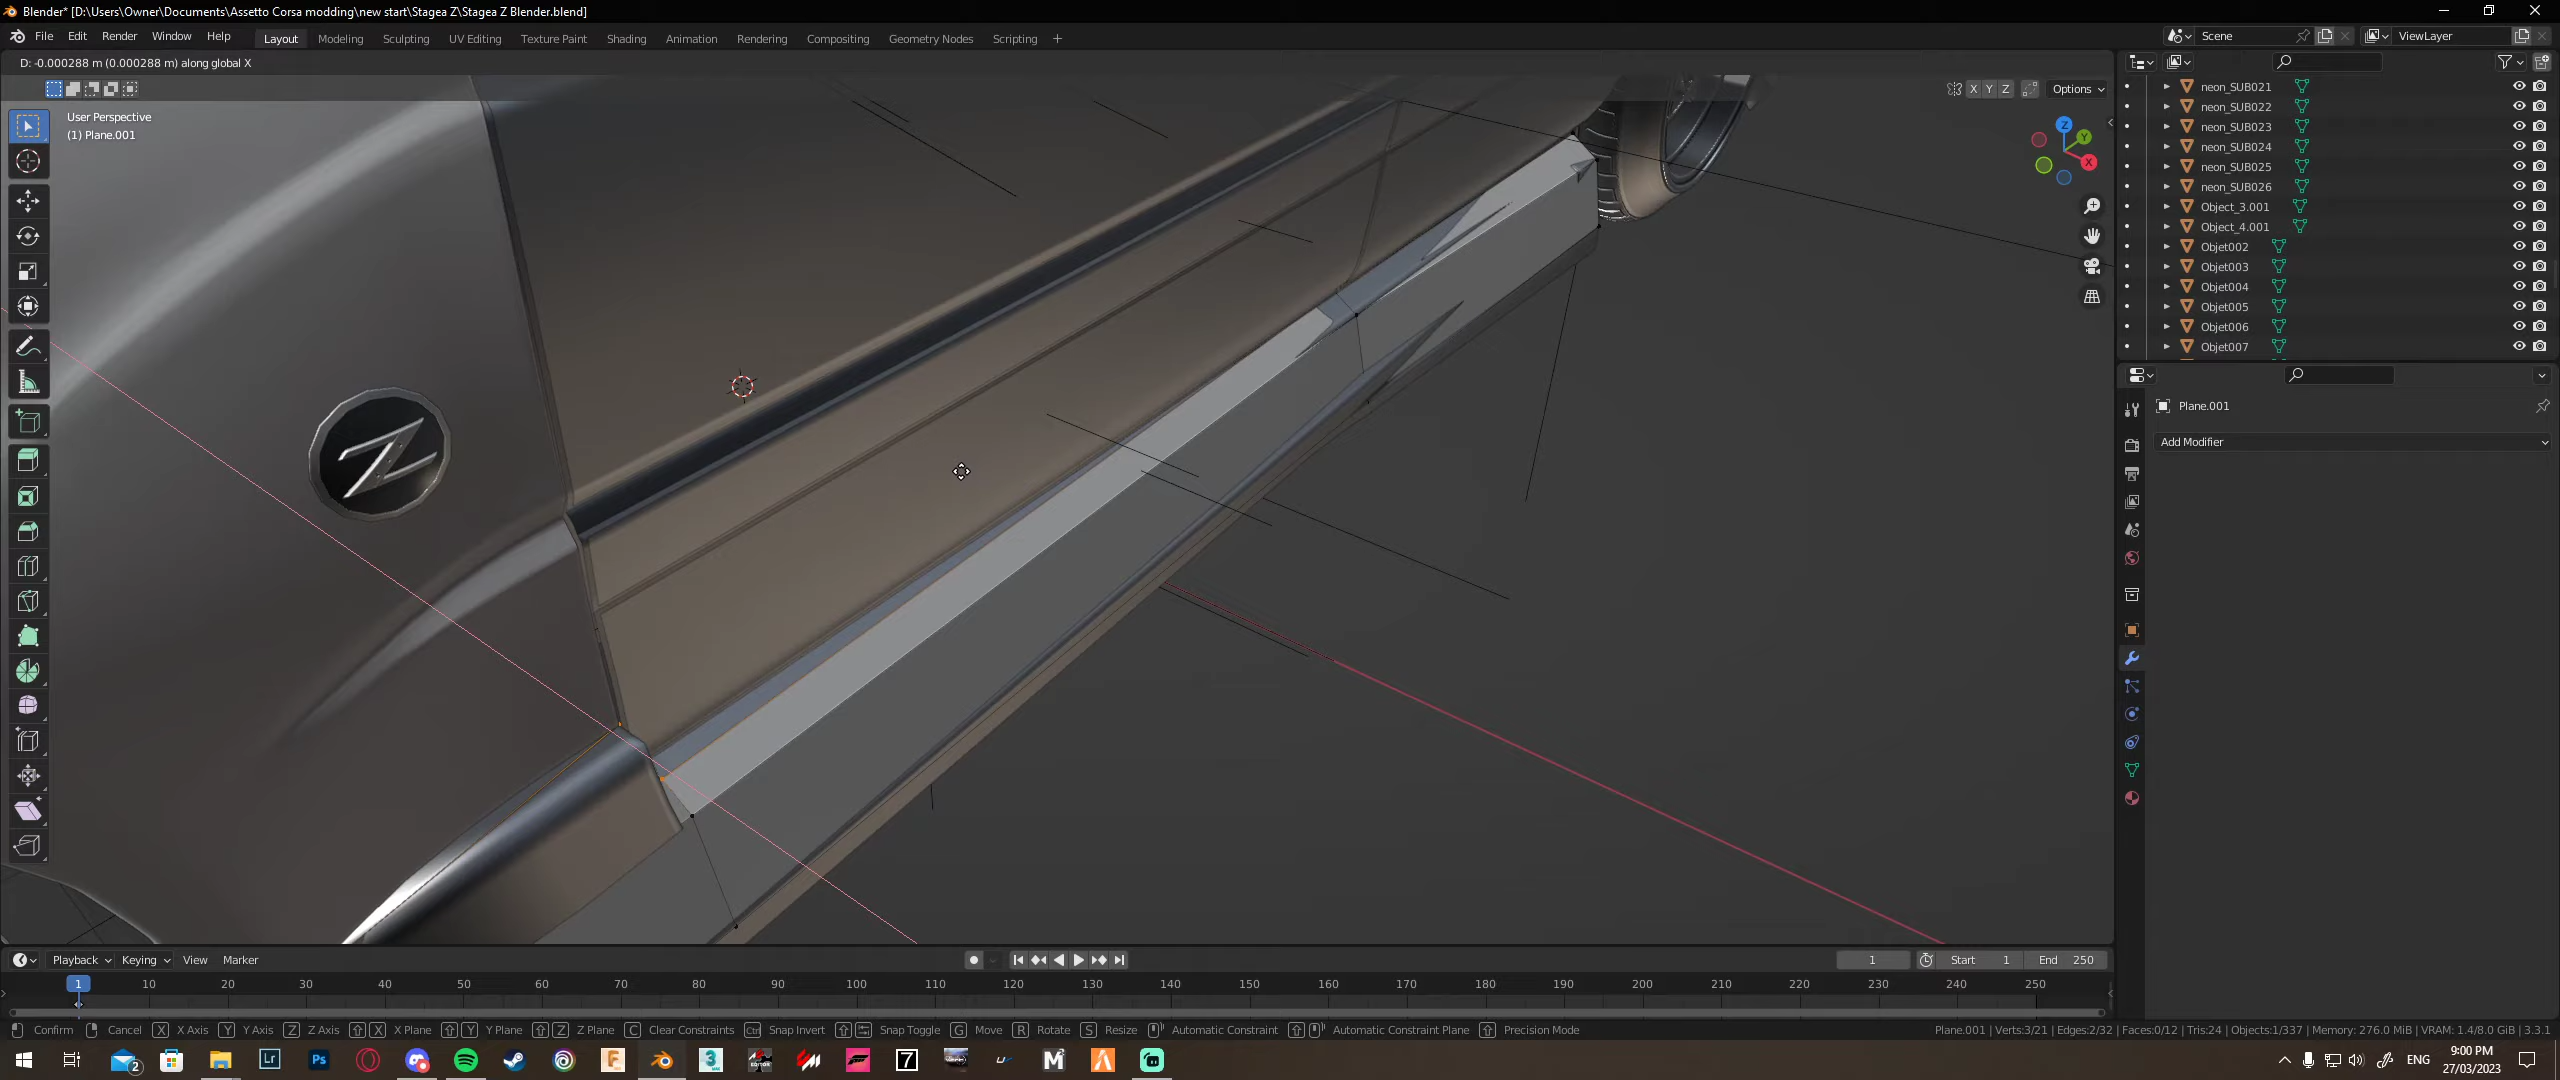 Blender* [D:\Users\Owner\Documents\Assetto Corsa modding\new start\Stagea Z\Stagea Z Blender.blend]
File Edit Render Window Help Layout Modeling Sculpting UV Editing Texture Paint Shading Animation Rendering Compositing Geometry Nodes Scripting + Scene ViewLayer
D: -0.000288 m (0.000288 m) along global X
X Y Z Options
User Perspective
(1) Plane.001
Z
Y
X
Z
neon_SUB021
neon_SUB022
neon_SUB023
neon_SUB024
neon_SUB025
neon_SUB026
Object_3.001
Object_4.001
Objet002
Objet003
Objet004
Objet005
Objet006
Objet007
Plane.001
Add Modifier
Playback Keying View Marker 1 Start 1 End 250
1 10 20 30 40 50 60 70 80 90 100 110 120 130 140 150 160 170 180 190 200 210 220 230 240 250
Confirm Cancel X X Axis Y Y Axis Z Z Axis X X Plane Y Y Plane Z Z Plane C Clear Constraints Ctrl Snap Invert Snap Toggle G Move R Rotate S Resize Automatic Constraint Automatic Constraint Plane Precision Mode Plane.001 | Verts:3/21 | Edges:2/32 | Faces:0/12 | Tris:24 | Objects:1/337 | Memory: 276.0 MiB | VRAM: 1.4/8.0 GiB | 3.3.1
2 Lr Ps F 3 EDITOR 7 M ENG 9:00 PM
27/03/2023